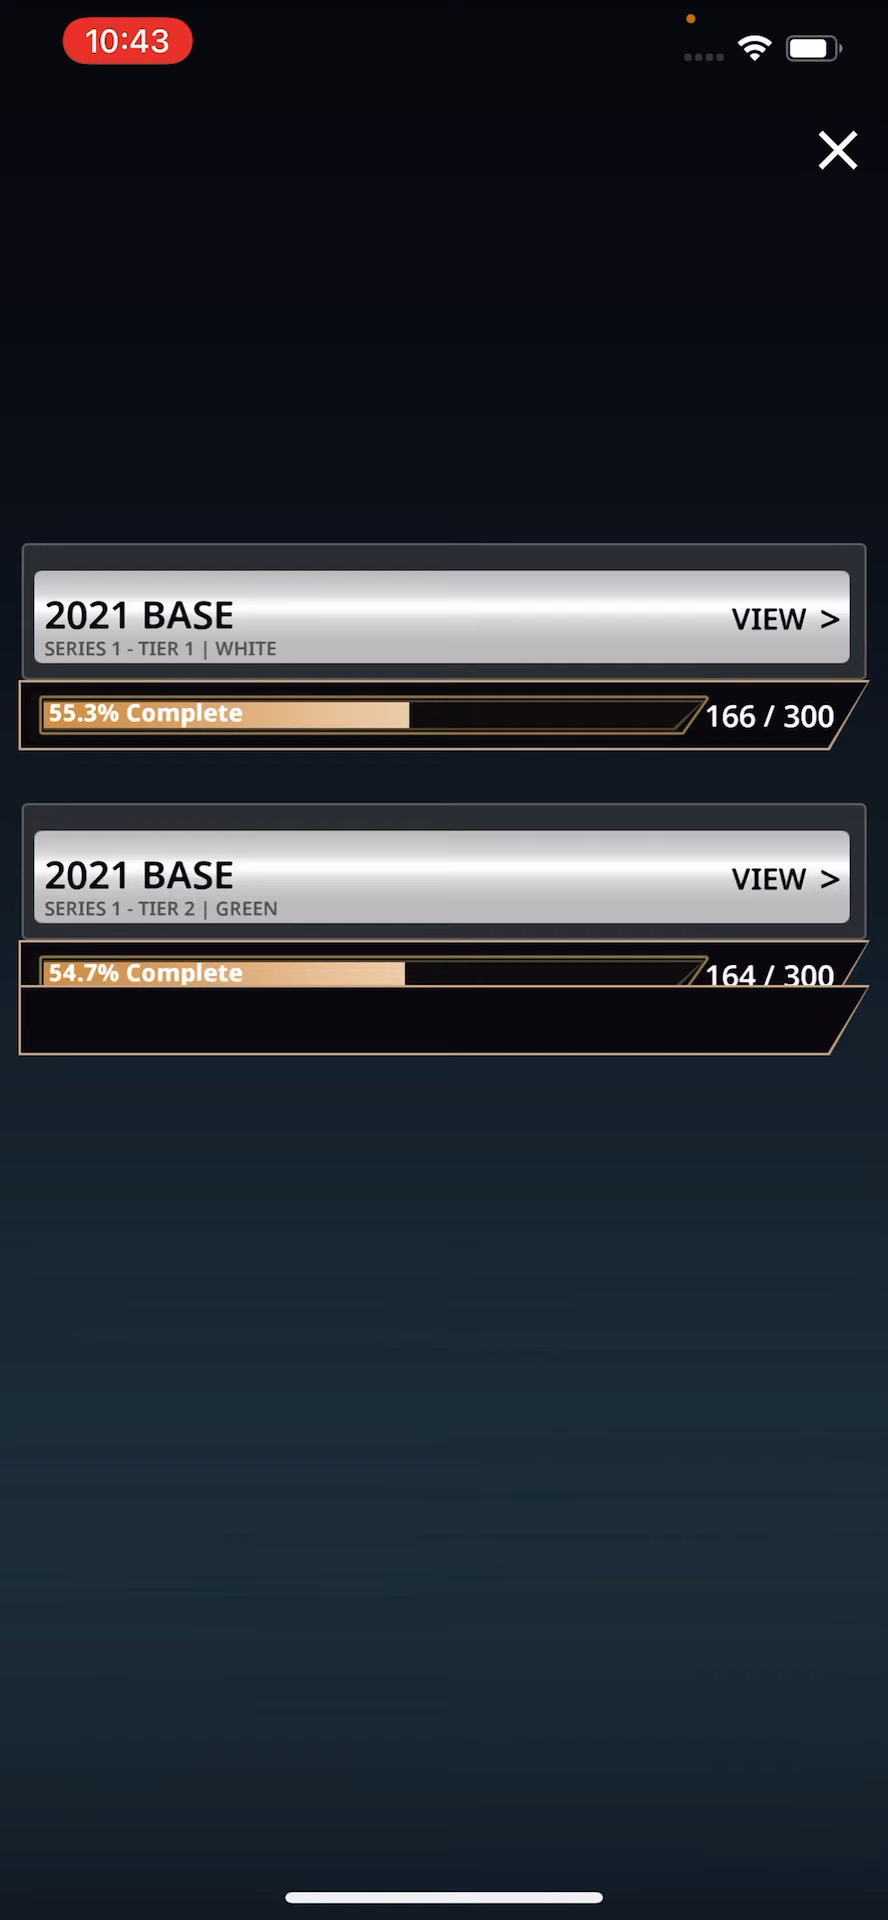 10:43
2021 BASE
VIEW >
SERIES 1 - TIER 1 | WHITE
55.3% Complete
166 / 300
2021 BASE
VIEW >
SERIES 1 - TIER 2 | GREEN
54.7% Complete
164 / 300